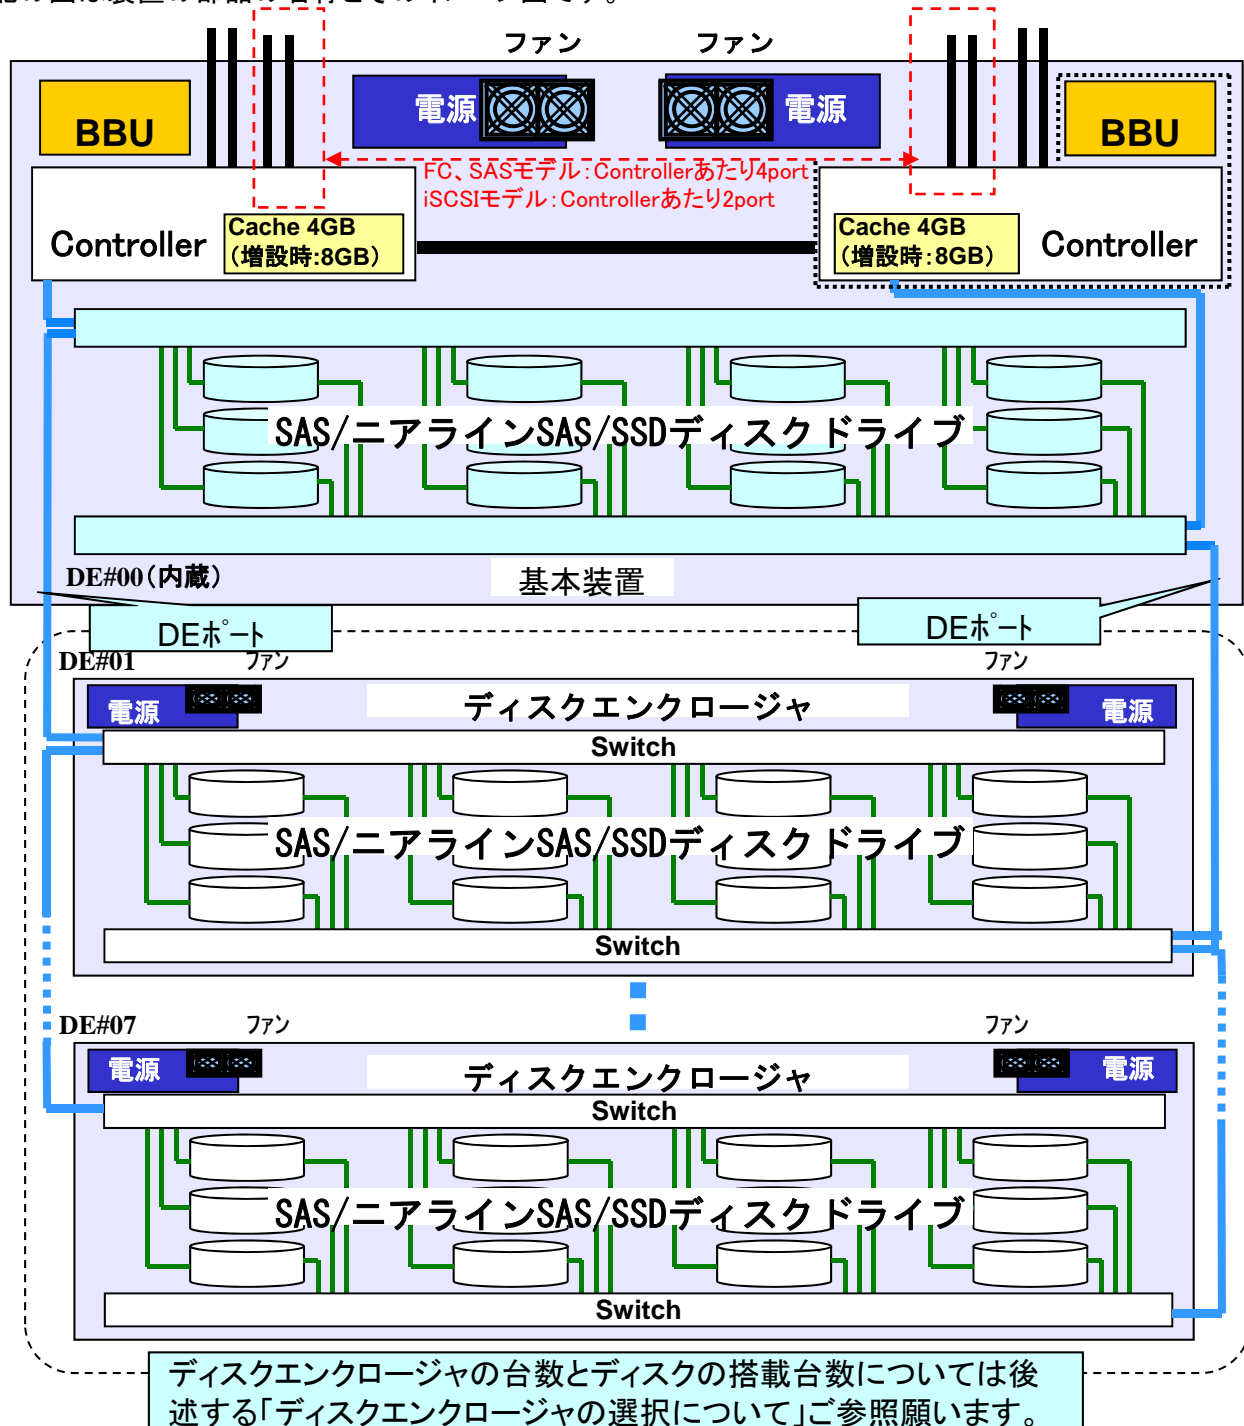 ファン ファン
BBU 電源 電源 BBU
FC、SASモデル：Controllerあたり4port
iSCSIモデル：Controllerあたり2port
Controller Cache 4GB
（増設時:8GB）
Cache 4GB
（増設時：8GB） Controller
SAS/ニアラインSAS/SSDディスクドライブ
DE#00（内蔵） 基本装置
DEﾎﾟｰﾄ DEﾎﾟｰﾄ
DE#01 ﾌｧﾝ ﾌｧﾝ
電源 ディスクエンクロージャ 電源
Switch
SAS/ニアラインSAS/SSDディスクドライブ
Switch
DE#07 ﾌｧﾝ ﾌｧﾝ
電源 ディスクエンクロージャ 電源
Switch
SAS/ニアラインSAS/SSDディスクドライブ
Switch
ディスクエンクロージャの台数とディスクの搭載台数については後
述する「ディスクエンクロージャの選択について」ご参照願います。